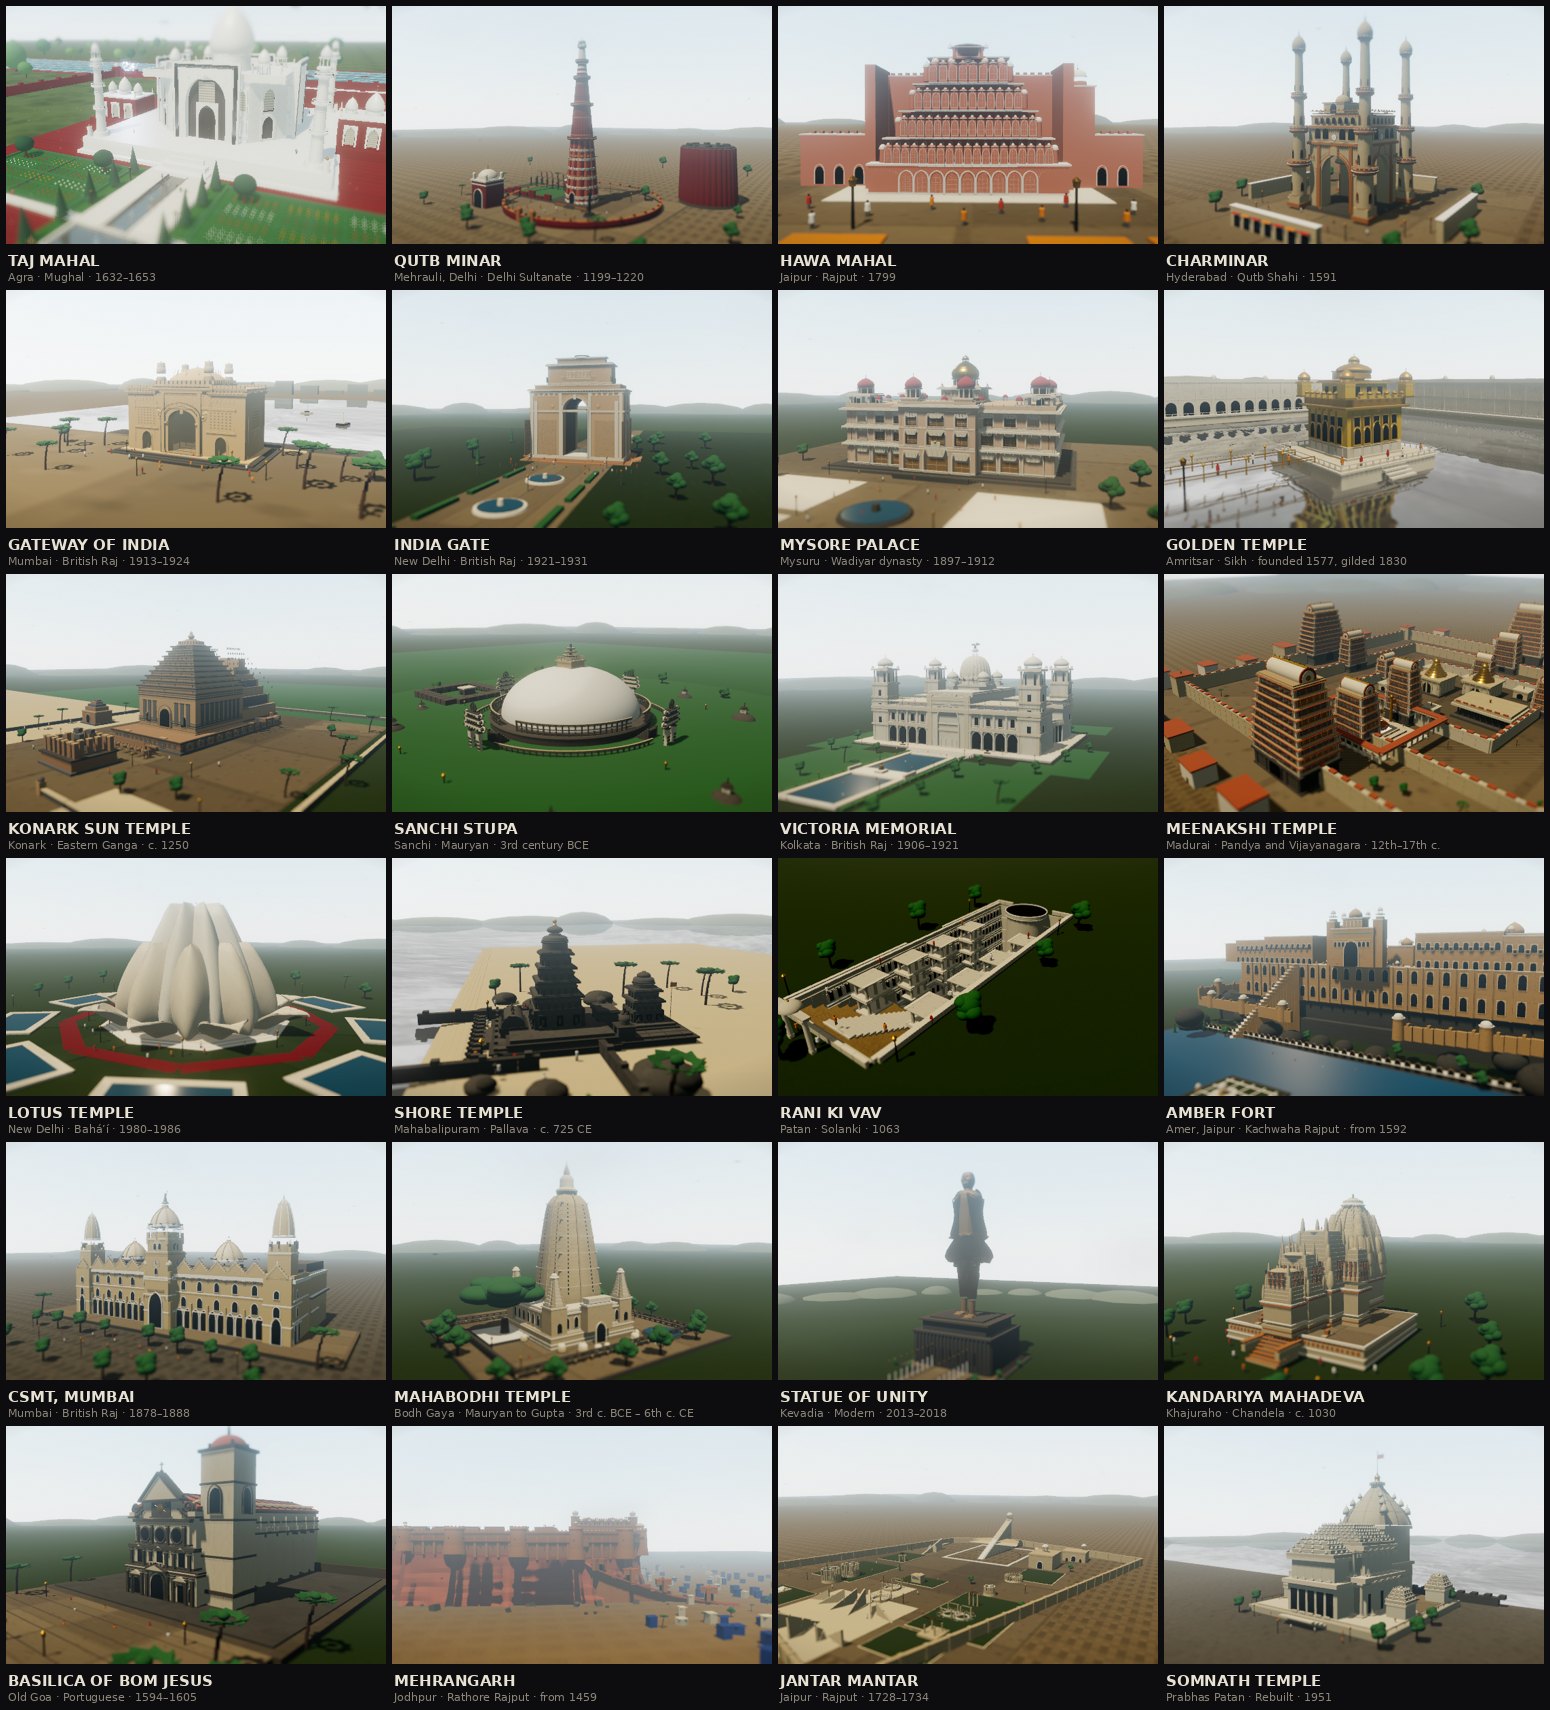 TAJ MAHAL
Agra · Mughal · 1632–1653
QUTB MINAR
Mehrauli, Delhi · Delhi Sultanate · 1199–1220
HAWA MAHAL
Jaipur · Rajput · 1799
CHARMINAR
Hyderabad · Qutb Shahi · 1591
GATEWAY OF INDIA
Mumbai · British Raj · 1913–1924
INDIA GATE
New Delhi · British Raj · 1921–1931
MYSORE PALACE
Mysuru · Wadiyar dynasty · 1897–1912
GOLDEN TEMPLE
Amritsar · Sikh · founded 1577, gilded 1830
KONARK SUN TEMPLE
Konark · Eastern Ganga · c. 1250
SANCHI STUPA
Sanchi · Mauryan · 3rd century BCE
VICTORIA MEMORIAL
Kolkata · British Raj · 1906–1921
MEENAKSHI TEMPLE
Madurai · Pandya and Vijayanagara · 12th–17th c.
LOTUS TEMPLE
New Delhi · Bahá'í · 1980–1986
SHORE TEMPLE
Mahabalipuram · Pallava · c. 725 CE
RANI KI VAV
Patan · Solanki · 1063
AMBER FORT
Amer, Jaipur · Kachwaha Rajput · from 1592
CSMT, MUMBAI
Mumbai · British Raj · 1878–1888
MAHABODHI TEMPLE
Bodh Gaya · Mauryan to Gupta · 3rd c. BCE – 6th c. CE
STATUE OF UNITY
Kevadia · Modern · 2013–2018
KANDARIYA MAHADEVA
Khajuraho · Chandela · c. 1030
BASILICA OF BOM JESUS
Old Goa · Portuguese · 1594–1605
MEHRANGARH
Jodhpur · Rathore Rajput · from 1459
JANTAR MANTAR
Jaipur · Rajput · 1728–1734
SOMNATH TEMPLE
Prabhas Patan · Rebuilt · 1951